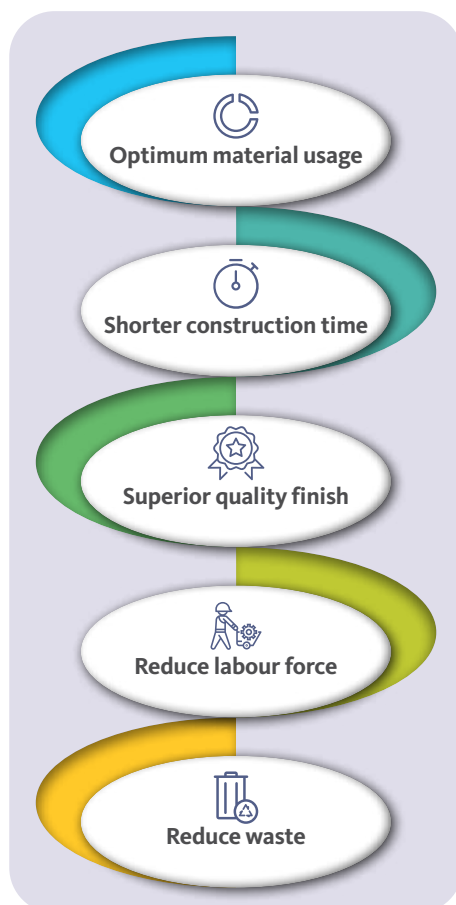 Optimum material usage
Shorter construction time
Superior quality finish
Reduce labour force
Reduce waste